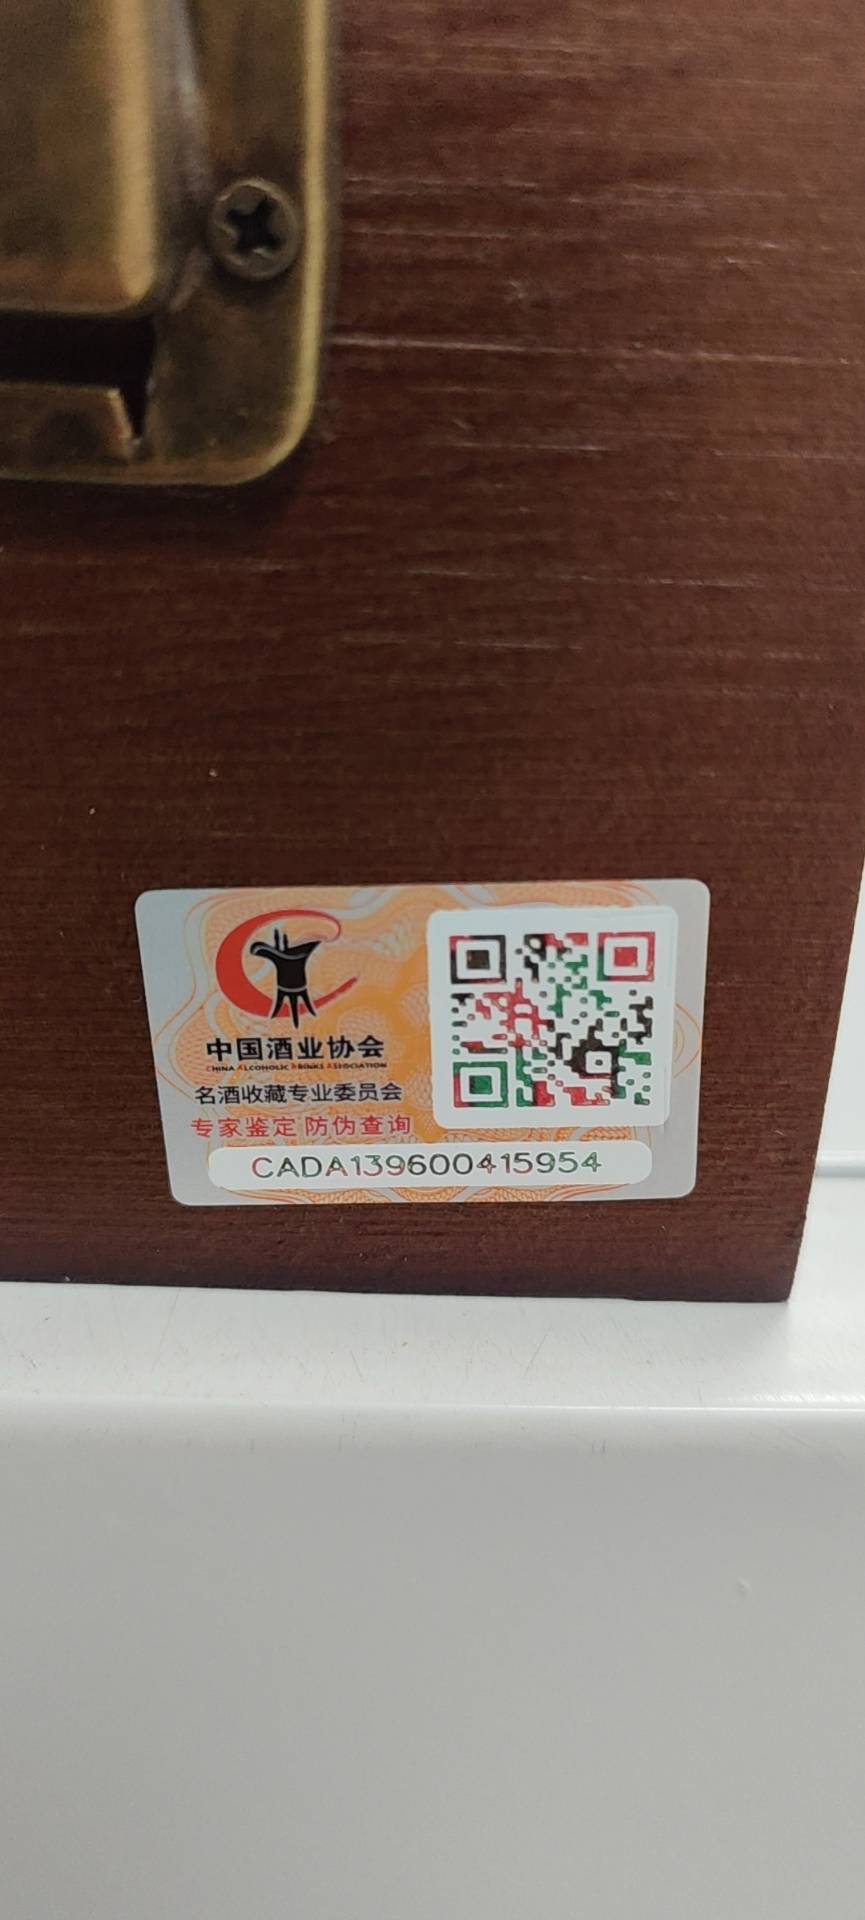 中国酒业协会
CHINA ALCOHOLIC DRINKS ASSOCIATION
名酒收藏专业委员会
专家鉴定 防伪查询
CADA139600415954